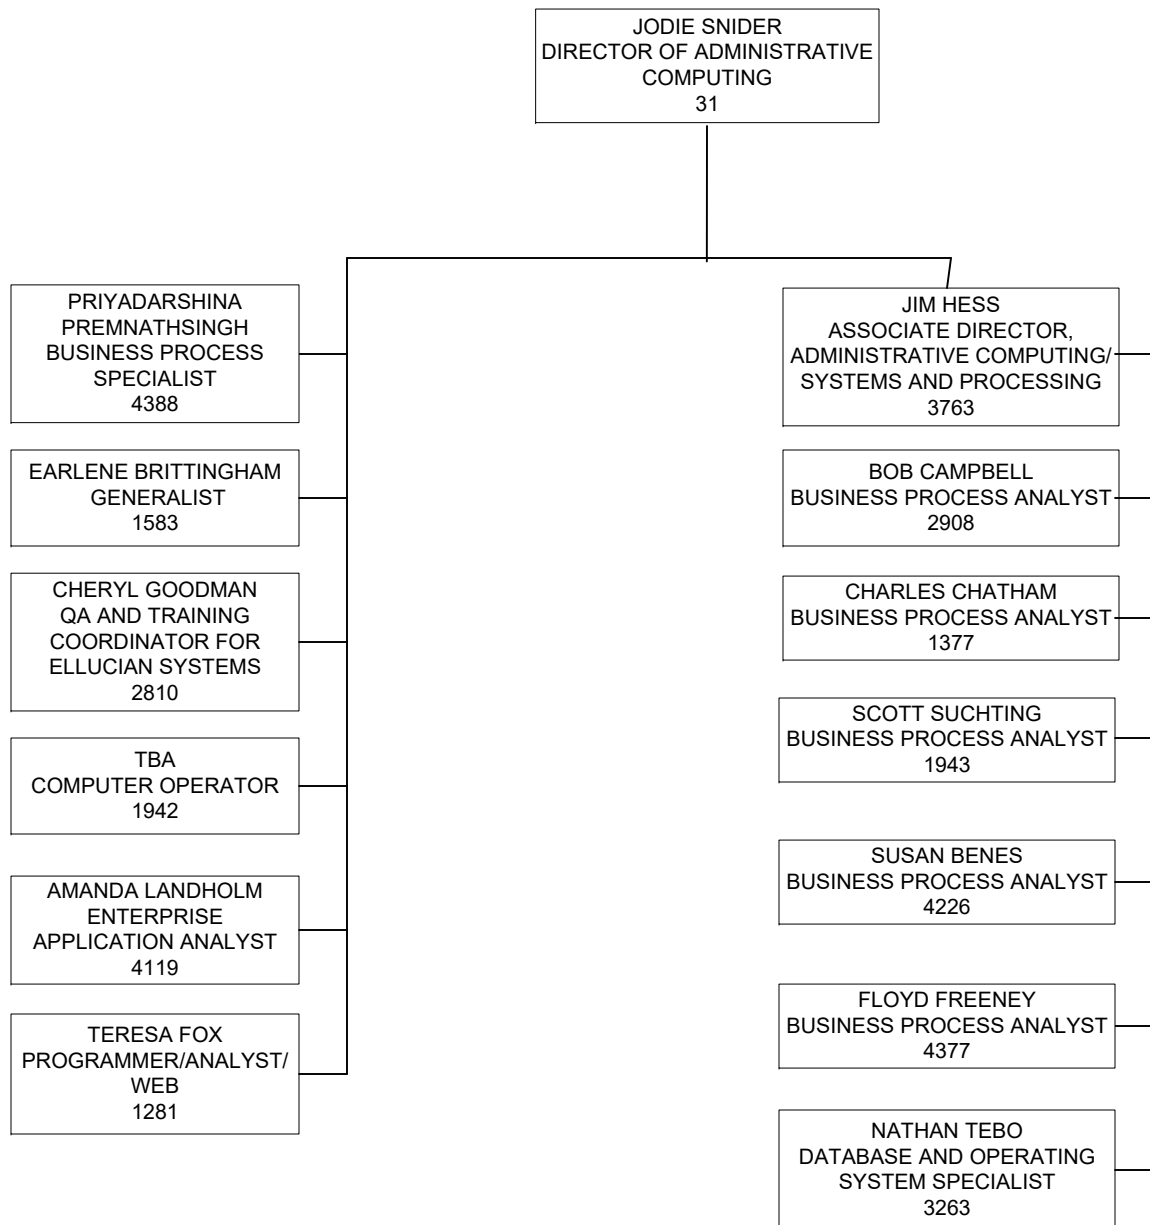 JODIE SNIDER
DIRECTOR OF ADMINISTRATIVE
COMPUTING
31
PRIYADARSHINA
PREMNATHSINGH
BUSINESS PROCESS
SPECIALIST
4388
EARLENE BRITTINGHAM
GENERALIST
1583
CHERYL GOODMAN
QA AND TRAINING
COORDINATOR FOR
ELLUCIAN SYSTEMS
2810
TBA
COMPUTER OPERATOR
1942
AMANDA LANDHOLM
ENTERPRISE
APPLICATION ANALYST
4119
TERESA FOX
PROGRAMMER/ANALYST/
WEB
1281
JIM HESS
ASSOCIATE DIRECTOR,
ADMINISTRATIVE COMPUTING/
SYSTEMS AND PROCESSING
3763
BOB CAMPBELL
BUSINESS PROCESS ANALYST
2908
CHARLES CHATHAM
BUSINESS PROCESS ANALYST
1377
SCOTT SUCHTING
BUSINESS PROCESS ANALYST
1943
SUSAN BENES
BUSINESS PROCESS ANALYST
4226
FLOYD FREENEY
BUSINESS PROCESS ANALYST
4377
NATHAN TEBO
DATABASE AND OPERATING
SYSTEM SPECIALIST
3263